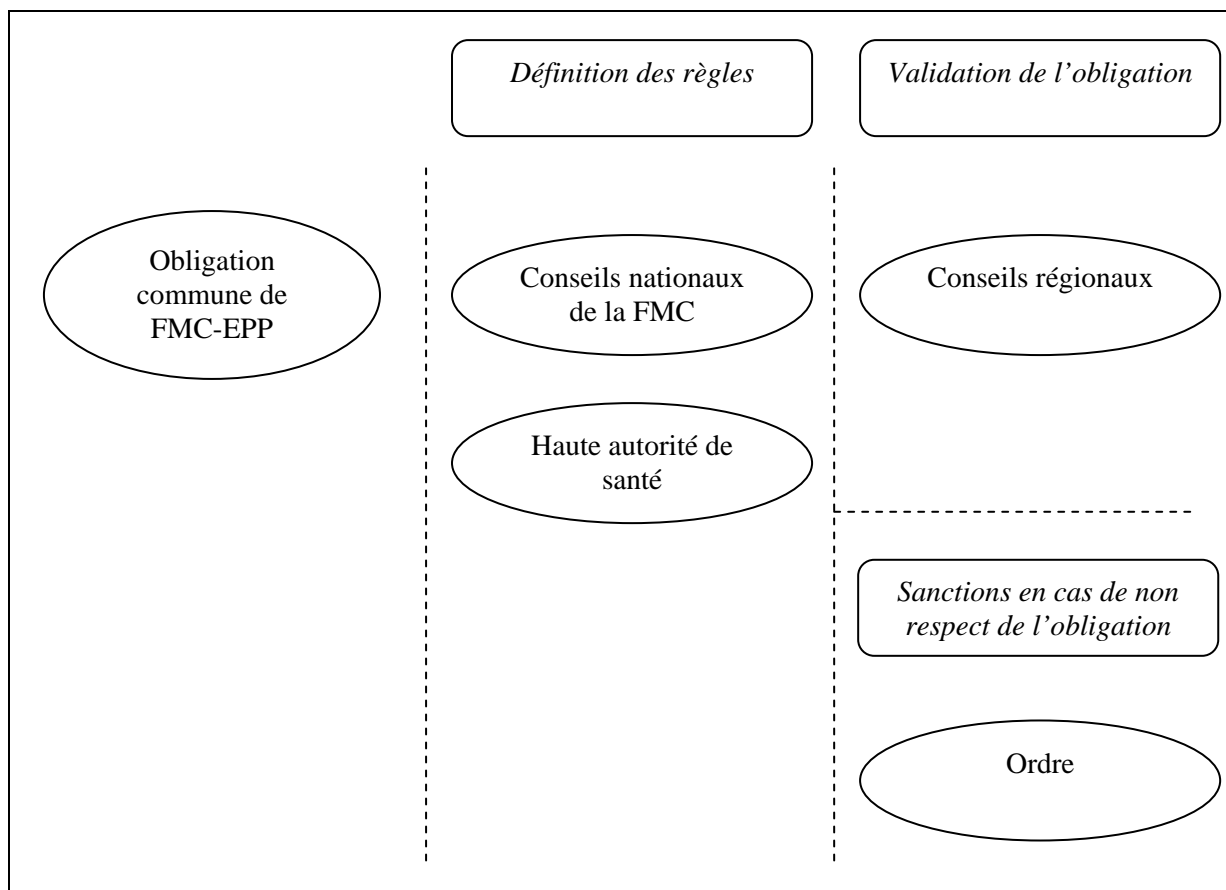 Définition des règles
Validation de l’obligation
Obligation
commune de
FMC-EPP
Conseils nationaux
de la FMC
Conseils régionaux
Haute autorité de
santé
Sanctions en cas de non
respect de l’obligation
Ordre